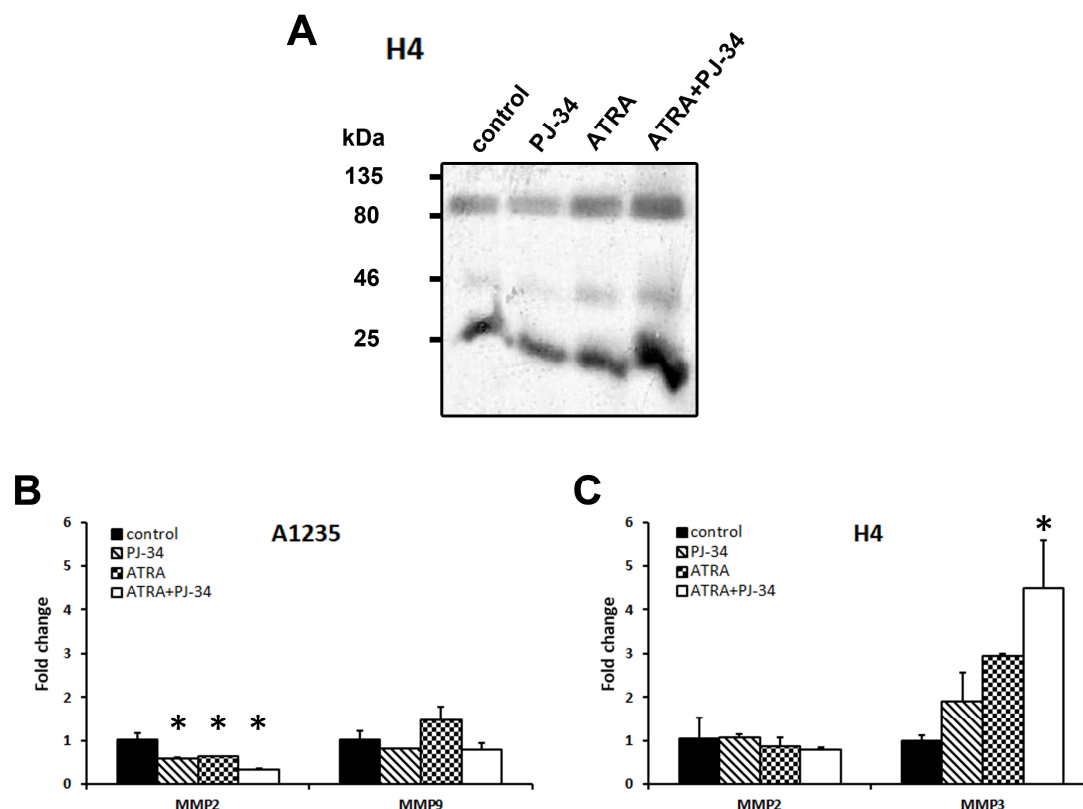 A
H4
control
PJ-34
ATRA
ATRA+PJ-34
kDa
135
80
46
25
B
A1235
control
PJ-34
ATRA
ATRA+PJ-34
Fold change
6
5
4
3
2
1
0
* * *
MMP2
MMP9
C
H4
control
PJ-34
ATRA
ATRA+PJ-34
Fold change
6
5
4
3
2
1
0
*
MMP2
MMP3